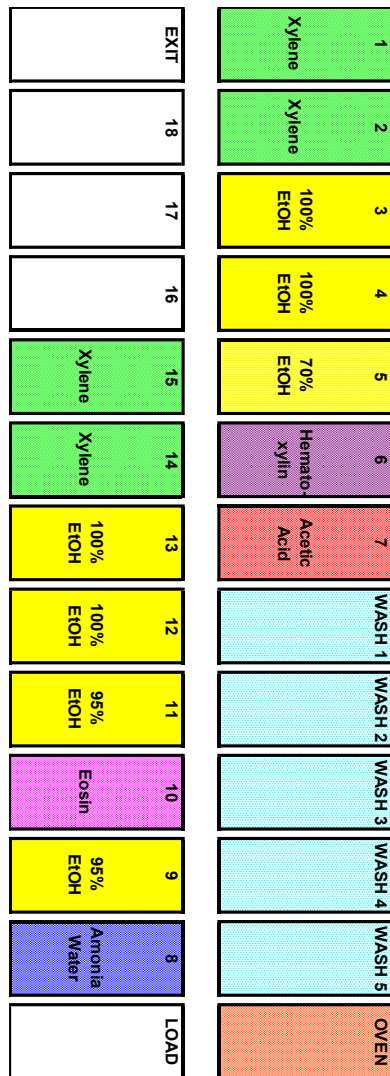 1
Xylene
2
Xylene
3
100%
EtOH
4
100%
EtOH
5
70%
EtOH
6
Hemato-
xylin
7
Acetic
Acid
WASH 1
WASH 2
WASH 3
WASH 4
WASH 5
OVEN
EXIT
18
17
16
15
Xylene
14
Xylene
13
100%
EtOH
12
100%
EtOH
11
95%
EtOH
10
Eosin
9
95%
EtOH
8
Amonia
Water
LOAD